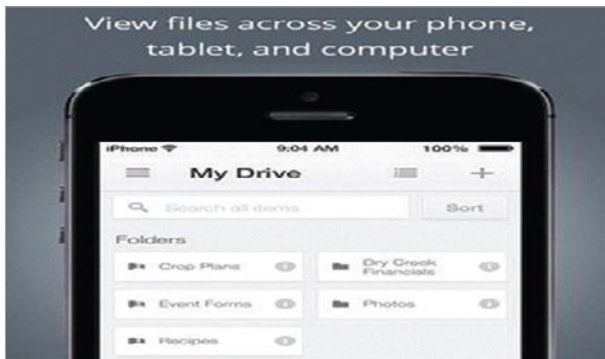 View files across your phone,
tablet, and computer
iPhone 9:04 AM 100%
My Drive
Search all items Sort
Folders
Crop Plans Dry Creek
Financials
Event Forms Photos
Recipes